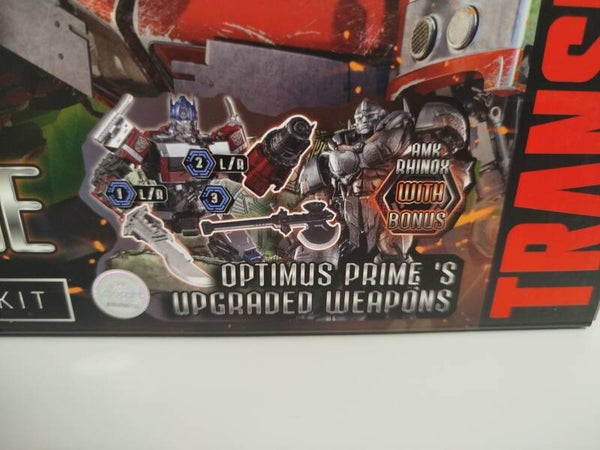 2 L/R
1 L/R
3
AMK
RHINOX
WITH
BONUS
OPTIMUS PRIME 'S
UPGRADED WEAPONS
E
KIT
TRANS